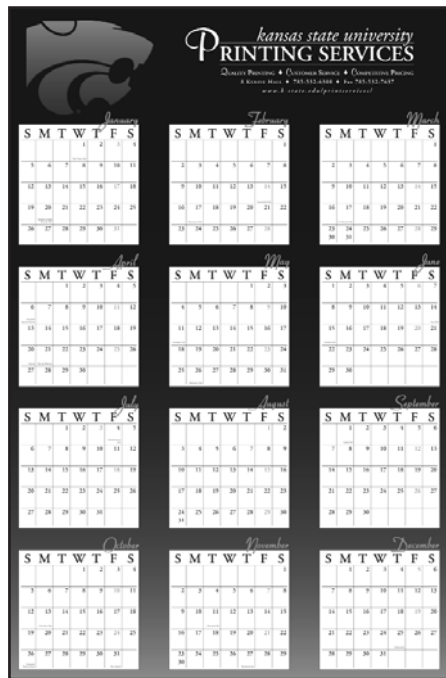 kansas state university
PRINTING SERVICES
QUALITY PRINTING ♦ CUSTOMER SERVICE ♦ COMPETITIVE PRICING
8 KEDZIE HALL ♦ 785-532-6308 ♦ FAX 785-532-7637
www.k-state.edu/printservices/
January
S M T W T F S
1 2 3 4
5 6 7 8 9 10 11
12 13 14 15 16 17 18
19 20 21 22 23 24 25
26 27 28 29 30 31
February
S M T W T F S
1
2 3 4 5 6 7 8
9 10 11 12 13 14 15
16 17 18 19 20 21 22
23 24 25 26 27 28
March
S M T W T F S
1
2 3 4 5 6 7 8
9 10 11 12 13 14 15
16 17 18 19 20 21 22
23 24 25 26 27 28 29
30 31
April
S M T W T F S
1 2 3 4 5
6 7 8 9 10 11 12
13 14 15 16 17 18 19
20 21 22 23 24 25 26
27 28 29 30
May
S M T W T F S
1 2 3
4 5 6 7 8 9 10
11 12 13 14 15 16 17
18 19 20 21 22 23 24
25 26 27 28 29 30 31
June
S M T W T F S
1 2 3 4 5 6 7
8 9 10 11 12 13 14
15 16 17 18 19 20 21
22 23 24 25 26 27 28
29 30
July
S M T W T F S
1 2 3 4 5
6 7 8 9 10 11 12
13 14 15 16 17 18 19
20 21 22 23 24 25 26
27 28 29 30
August
S M T W T F S
1 2
3 4 5 6 7 8 9
10 11 12 13 14 15 16
17 18 19 20 21 22 23
24 25 26 27 28 29 30
31
September
S M T W T F S
1 2 3 4 5 6
7 8 9 10 11 12 13
14 15 16 17 18 19 20
21 22 23 24 25 26 27
28 29 30
October
S M T W T F S
1 2 3 4
5 6 7 8 9 10 11
12 13 14 15 16 17 18
19 20 21 22 23 24 25
26 27 28 29 30 31
November
S M T W T F S
1
2 3 4 5 6 7 8
9 10 11 12 13 14 15
16 17 18 19 20 21 22
23 24 25 26 27 28 29
30
December
S M T W T F S
1 2 3 4 5 6
7 8 9 10 11 12 13
14 15 16 17 18 19 20
21 22 23 24 25 26 27
28 29 30 31